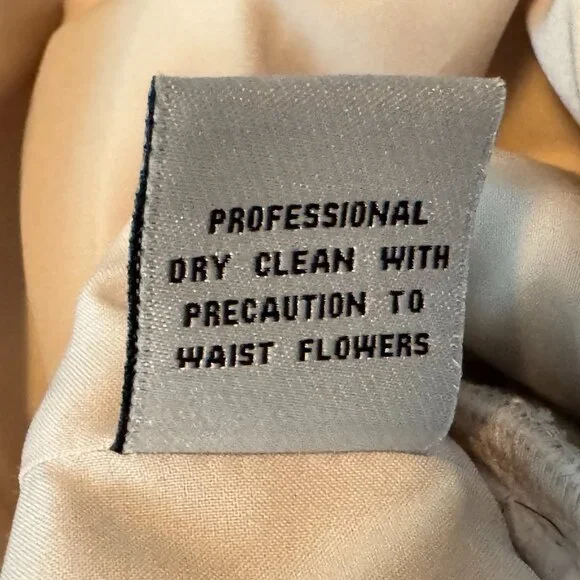 PROFESSIONAL
DRY CLEAN WITH
PRECAUTION TO
WAIST FLOWERS